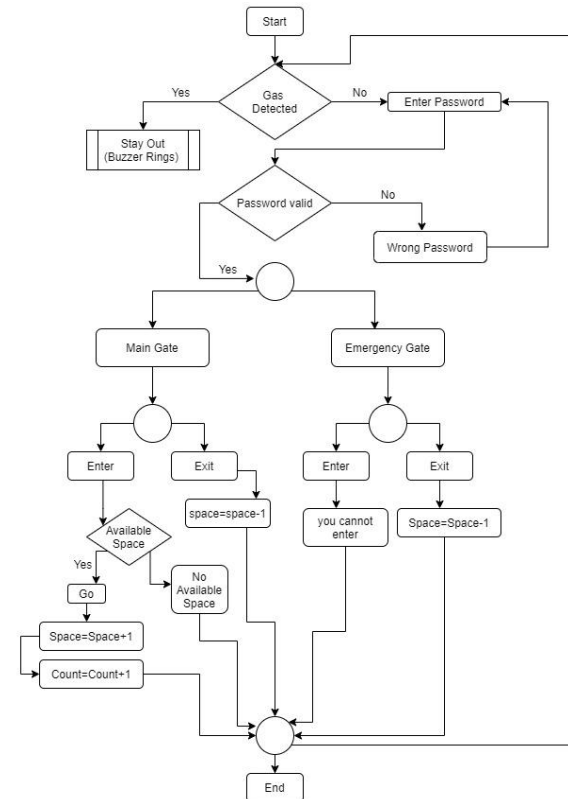 Start
Yes
Gas
Detected
No
Enter Password
Stay Out
(Buzzer Rings)
Password valid
No
Wrong Password
Yes
Main Gate
Emergency Gate
Enter
Exit
Enter
Exit
space=space-1
you cannot
enter
Space=Space-1
Available
Space
Yes
No
Available
Space
Go
Space=Space+1
Count=Count+1
End